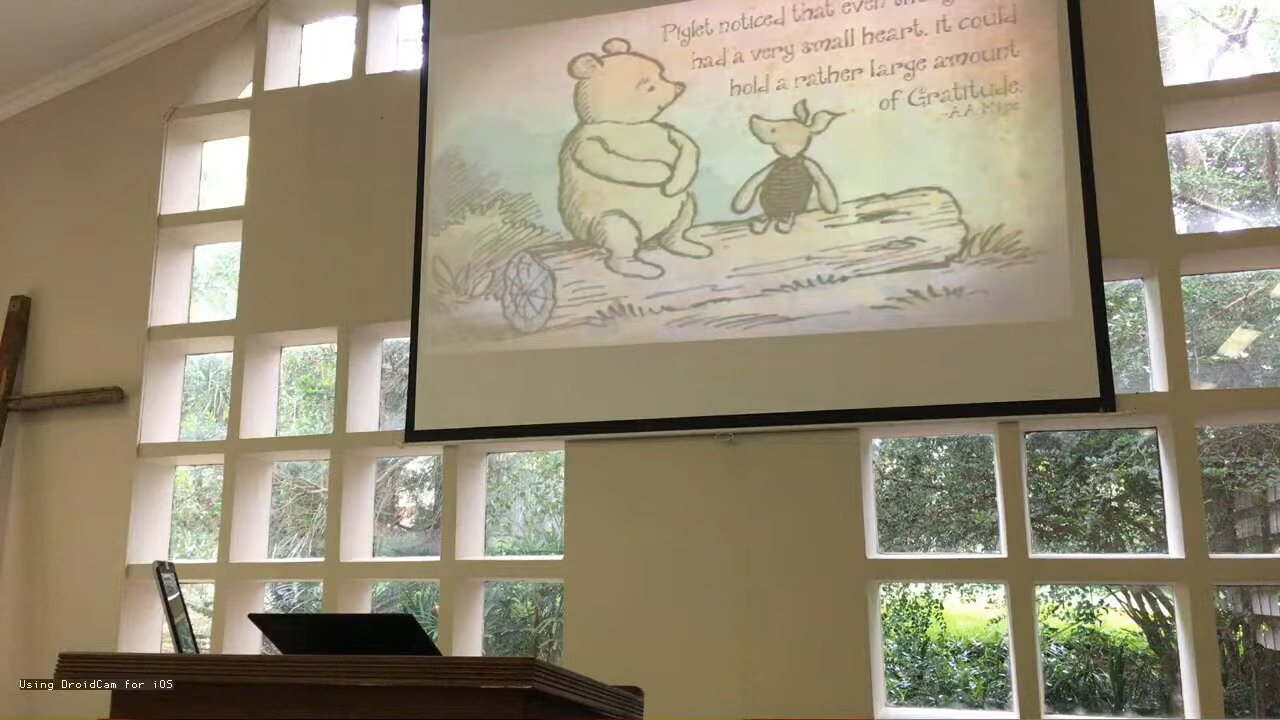 Piglet noticed that even
had a very small heart, it could
hold a rather large amount
of Gratitude.
Using DroidCam for iOS